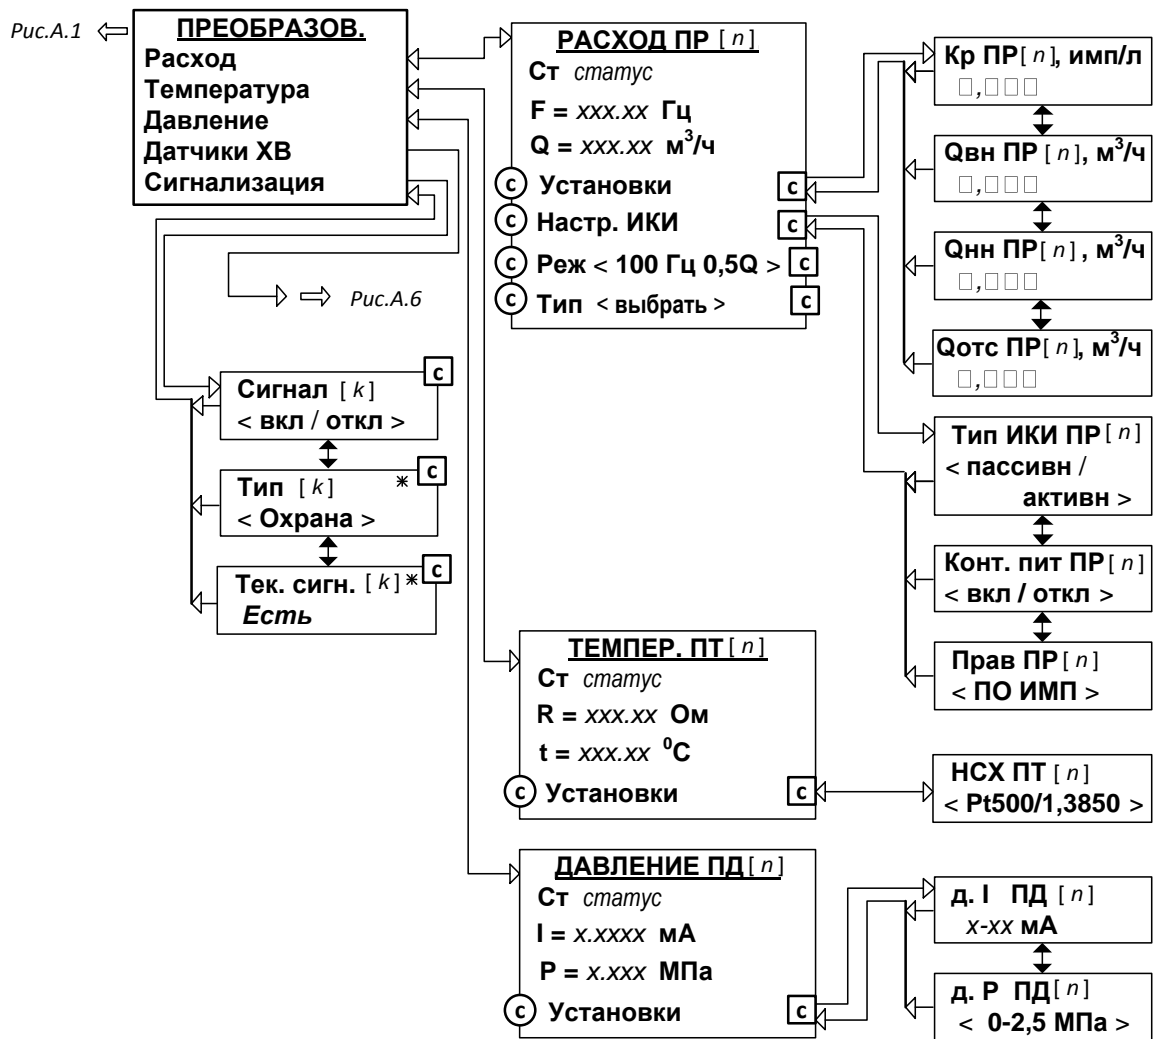 Рис.А.1
ПРЕОБРАЗОВ.
Расход
Температура
Давление
Датчики ХВ
Сигнализация
Рис.А.6
Сигнал [k]
< вкл / откл >
с
Тип [k] *
< Охрана >
с
Тек. сигн. [k]*
Есть
с
РАСХОД ПР [n]
Ст статус
F = xxx.xx Гц
Q = xxx.xx м³/ч
с Установки с
с Настр. ИКИ с
с Реж < 100 Гц 0,5Q > с
с Тип < выбрать > с
Кр ПР[n], имп/л
□,□□□
Qвн ПР[n], м³/ч
□,□□□
Qнн ПР[n], м³/ч
□,□□□
Qотс ПР[n], м³/ч
□,□□□
Тип ИКИ ПР[n]
< пассивн /
активн >
Конт. пит ПР[n]
< вкл / откл >
Прав ПР[n]
< ПО ИМП >
ТЕМПЕР. ПТ[n]
Ст статус
R = xxx.xx Ом
t = xxx.xx ⁰С
с Установки с
НСХ ПТ [n]
< Pt500/1,3850 >
ДАВЛЕНИЕ ПД[n]
Ст статус
I = x.xxxx мА
P = x.xxx МПа
с Установки с
д. I ПД [n]
x-xx мА
д. P ПД[n]
< 0-2,5 МПа >